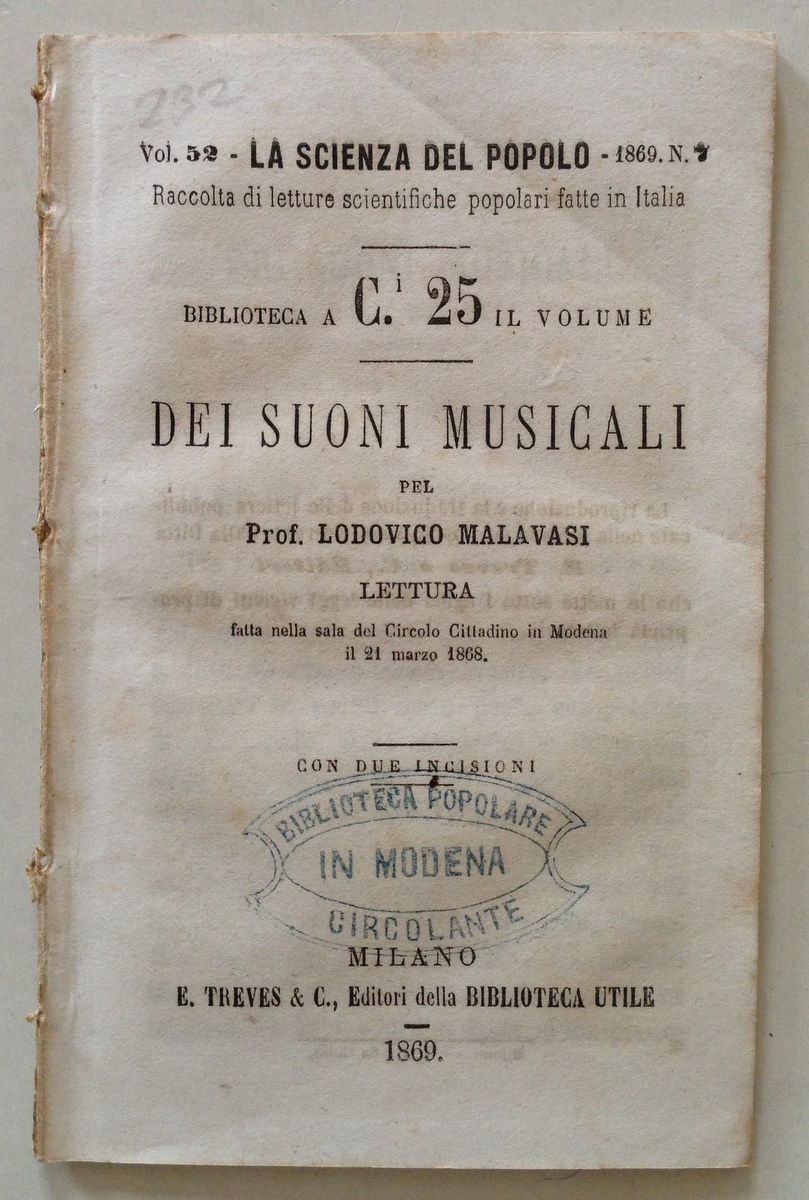 232
Vol. 52 - LA SCIENZA DEL POPOLO - 1869. N. 7
Raccolta di letture scientifiche popolari fatte in Italia
BIBLIOTECA A C.i 25 IL VOLUME
DEI SUONI MUSICALI
PEL
Prof. LODOVICO MALAVASI
LETTURA
fatta nella sala del Circolo Cittadino in Modena
il 21 marzo 1868.
CON DUE INCISIONI
BIBLIOTECA POPOLARE
IN MODENA
CIRCOLANTE
MILANO
E. TREVES & C., Editori della BIBLIOTECA UTILE
1869.